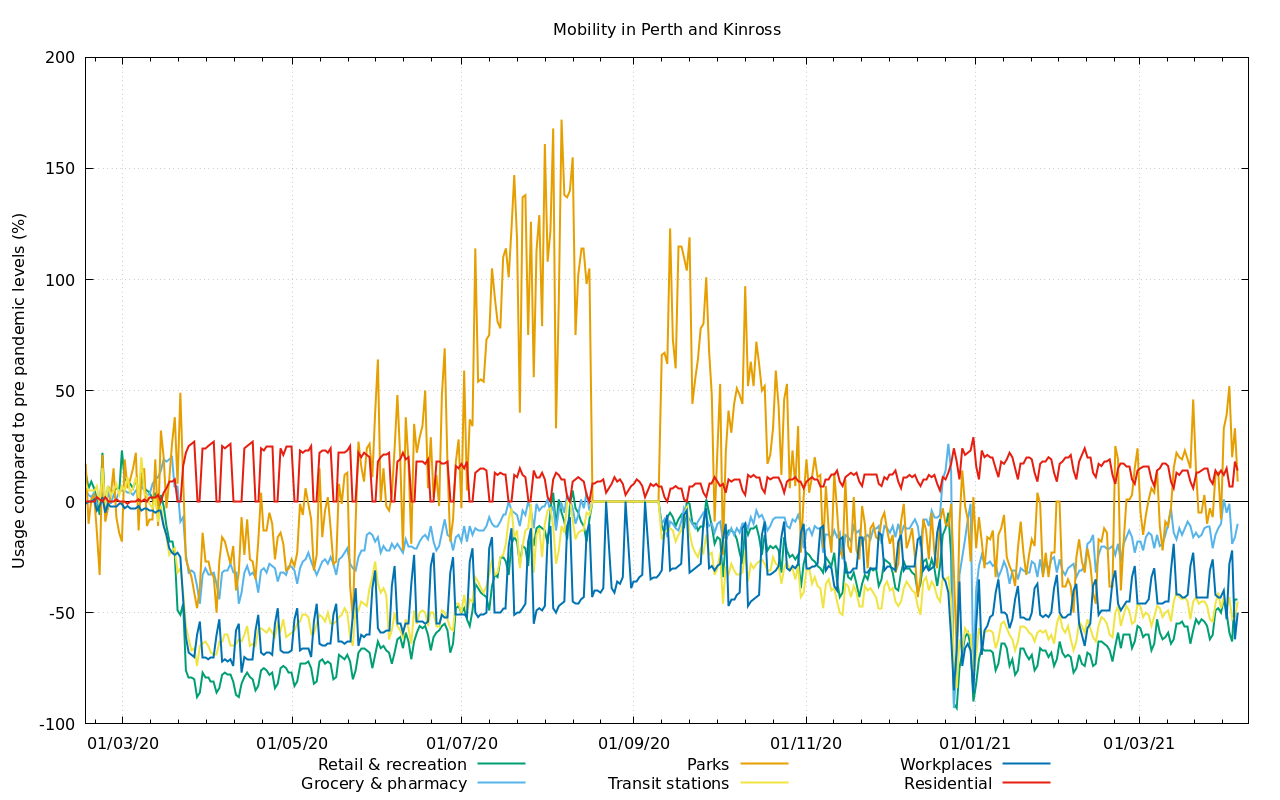 Mobility in Perth and Kinross
Usage compared to pre pandemic levels (%)
200
150
100
50
0
-50
-100
01/03/20 01/05/20 01/07/20 01/09/20 01/11/20 01/01/21 01/03/21
Retail & recreation Parks Workplaces
Grocery & pharmacy Transit stations Residential